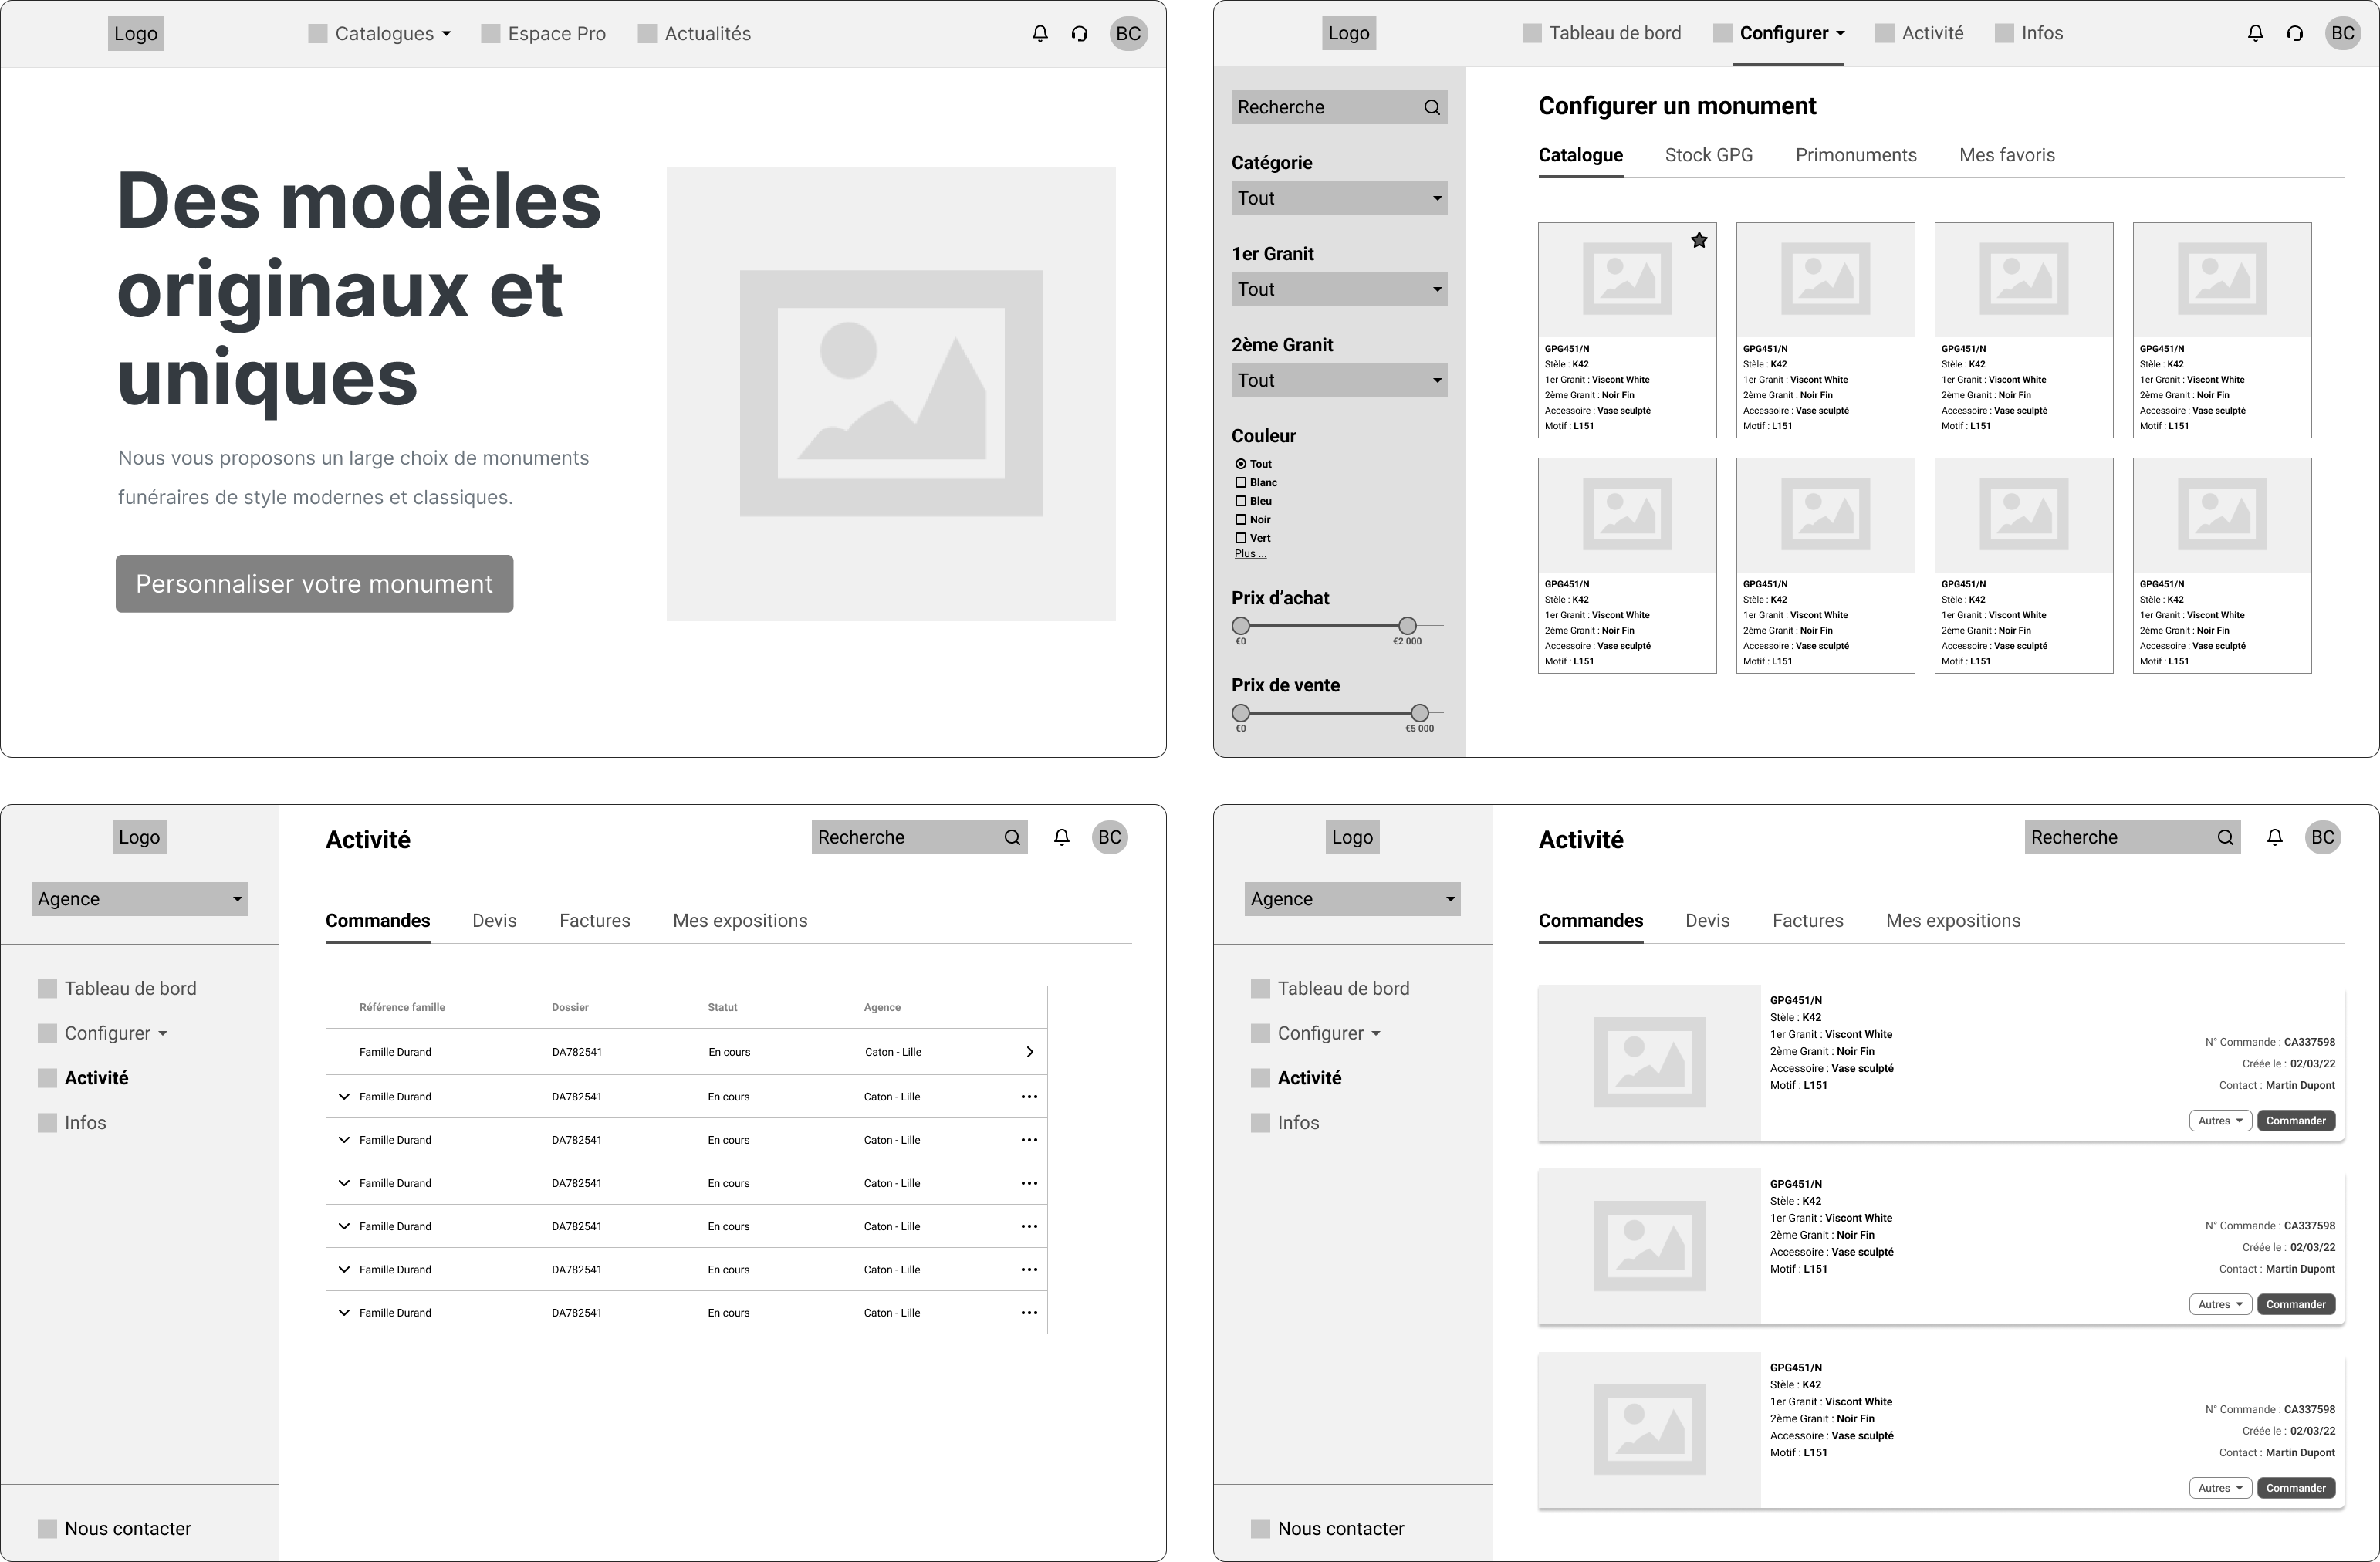 Logo
Catalogues
Espace Pro
Actualités
BC
Des modèles
originaux et
uniques
Nous vous proposons un large choix de monuments
funéraires de style modernes et classiques.
Personnaliser votre monument
Logo
Tableau de bord
Configurer
Activité
Infos
BC
Recherche
Catégorie
Tout
1er Granit
Tout
2ème Granit
Tout
Couleur
Tout
Blanc
Bleu
Noir
Vert
Plus ...
Prix d’achat
€0
€2 000
Prix de vente
€0
€5 000
Configurer un monument
Catalogue
Stock GPG
Primonuments
Mes favoris
GPG451/N
Stèle : K42
1er Granit : Viscont White
2ème Granit : Noir Fin
Accessoire : Vase sculpté
Motif : L151
GPG451/N
Stèle : K42
1er Granit : Viscont White
2ème Granit : Noir Fin
Accessoire : Vase sculpté
Motif : L151
GPG451/N
Stèle : K42
1er Granit : Viscont White
2ème Granit : Noir Fin
Accessoire : Vase sculpté
Motif : L151
GPG451/N
Stèle : K42
1er Granit : Viscont White
2ème Granit : Noir Fin
Accessoire : Vase sculpté
Motif : L151
GPG451/N
Stèle : K42
1er Granit : Viscont White
2ème Granit : Noir Fin
Accessoire : Vase sculpté
Motif : L151
GPG451/N
Stèle : K42
1er Granit : Viscont White
2ème Granit : Noir Fin
Accessoire : Vase sculpté
Motif : L151
GPG451/N
Stèle : K42
1er Granit : Viscont White
2ème Granit : Noir Fin
Accessoire : Vase sculpté
Motif : L151
GPG451/N
Stèle : K42
1er Granit : Viscont White
2ème Granit : Noir Fin
Accessoire : Vase sculpté
Motif : L151
Logo
Agence
Tableau de bord
Configurer
Activité
Infos
Nous contacter
Activité
Recherche
BC
Commandes
Devis
Factures
Mes expositions
Référence famille Dossier Statut Agence
Famille Durand DA782541 En cours Caton - Lille
Famille Durand DA782541 En cours Caton - Lille
Famille Durand DA782541 En cours Caton - Lille
Famille Durand DA782541 En cours Caton - Lille
Famille Durand DA782541 En cours Caton - Lille
Famille Durand DA782541 En cours Caton - Lille
Famille Durand DA782541 En cours Caton - Lille
Logo
Agence
Tableau de bord
Configurer
Activité
Infos
Nous contacter
Activité
Recherche
BC
Commandes
Devis
Factures
Mes expositions
GPG451/N
Stèle : K42
1er Granit : Viscont White
2ème Granit : Noir Fin
Accessoire : Vase sculpté
Motif : L151
N° Commande : CA337598
Créée le : 02/03/22
Contact : Martin Dupont
Autres
Commander
GPG451/N
Stèle : K42
1er Granit : Viscont White
2ème Granit : Noir Fin
Accessoire : Vase sculpté
Motif : L151
N° Commande : CA337598
Créée le : 02/03/22
Contact : Martin Dupont
Autres
Commander
GPG451/N
Stèle : K42
1er Granit : Viscont White
2ème Granit : Noir Fin
Accessoire : Vase sculpté
Motif : L151
N° Commande : CA337598
Créée le : 02/03/22
Contact : Martin Dupont
Autres
Commander